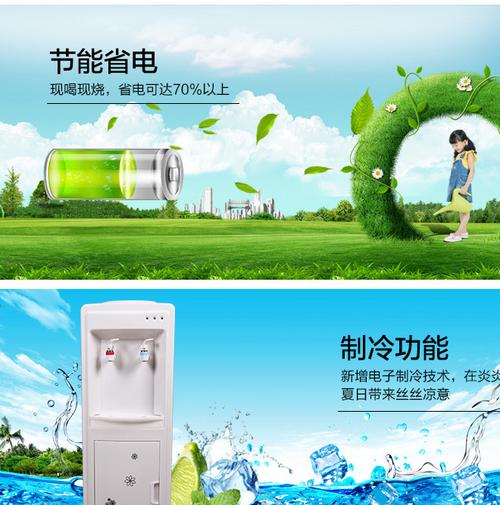 节能省电
现喝现烧，省电可达70%以上
制冷功能
新增电子制冷技术，在炎炎
夏日带来丝丝凉意